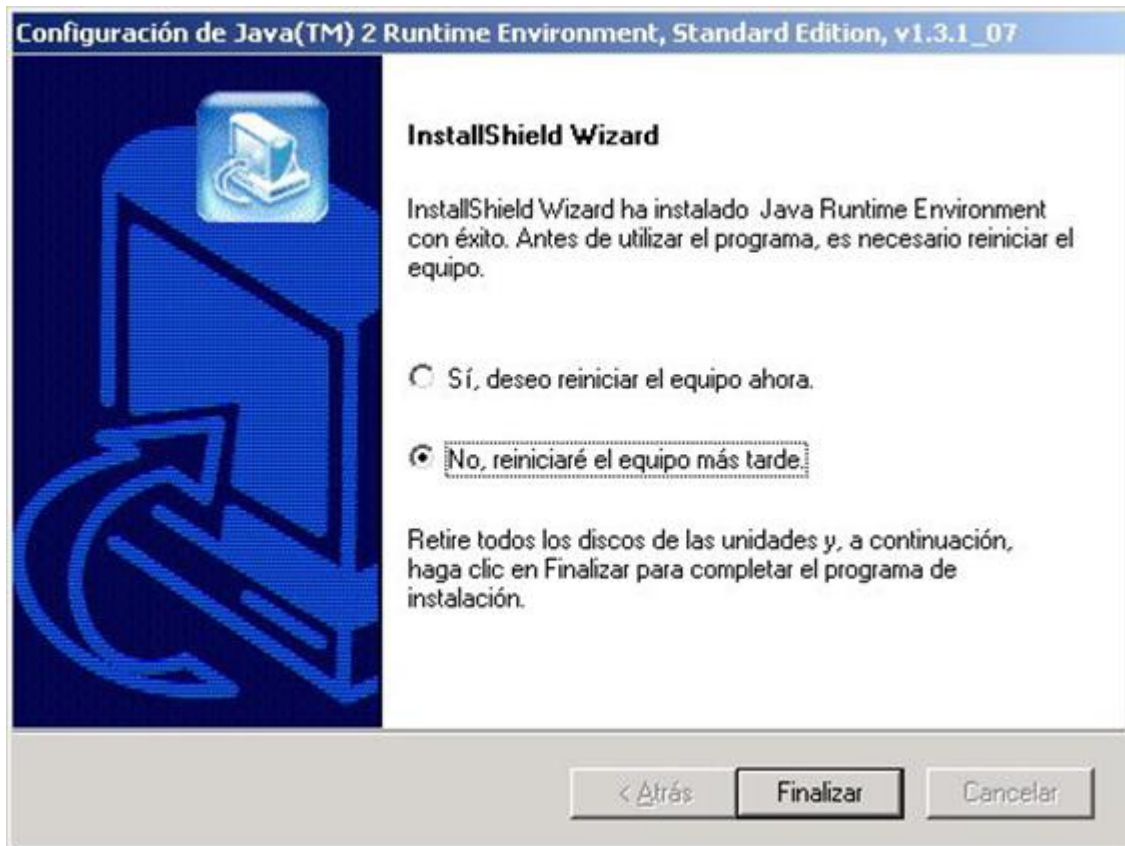 Configuración de Java(TM) 2 Runtime Environment, Standard Edition, v1.3.1_07
InstallShield Wizard
InstallShield Wizard ha instalado Java Runtime Environment
con éxito. Antes de utilizar el programa, es necesario reiniciar el
equipo.
Sí, deseo reiniciar el equipo ahora.
No, reiniciaré el equipo más tarde.
Retire todos los discos de las unidades y, a continuación,
haga clic en Finalizar para completar el programa de
instalación.
< Atrás
Finalizar
Cancelar